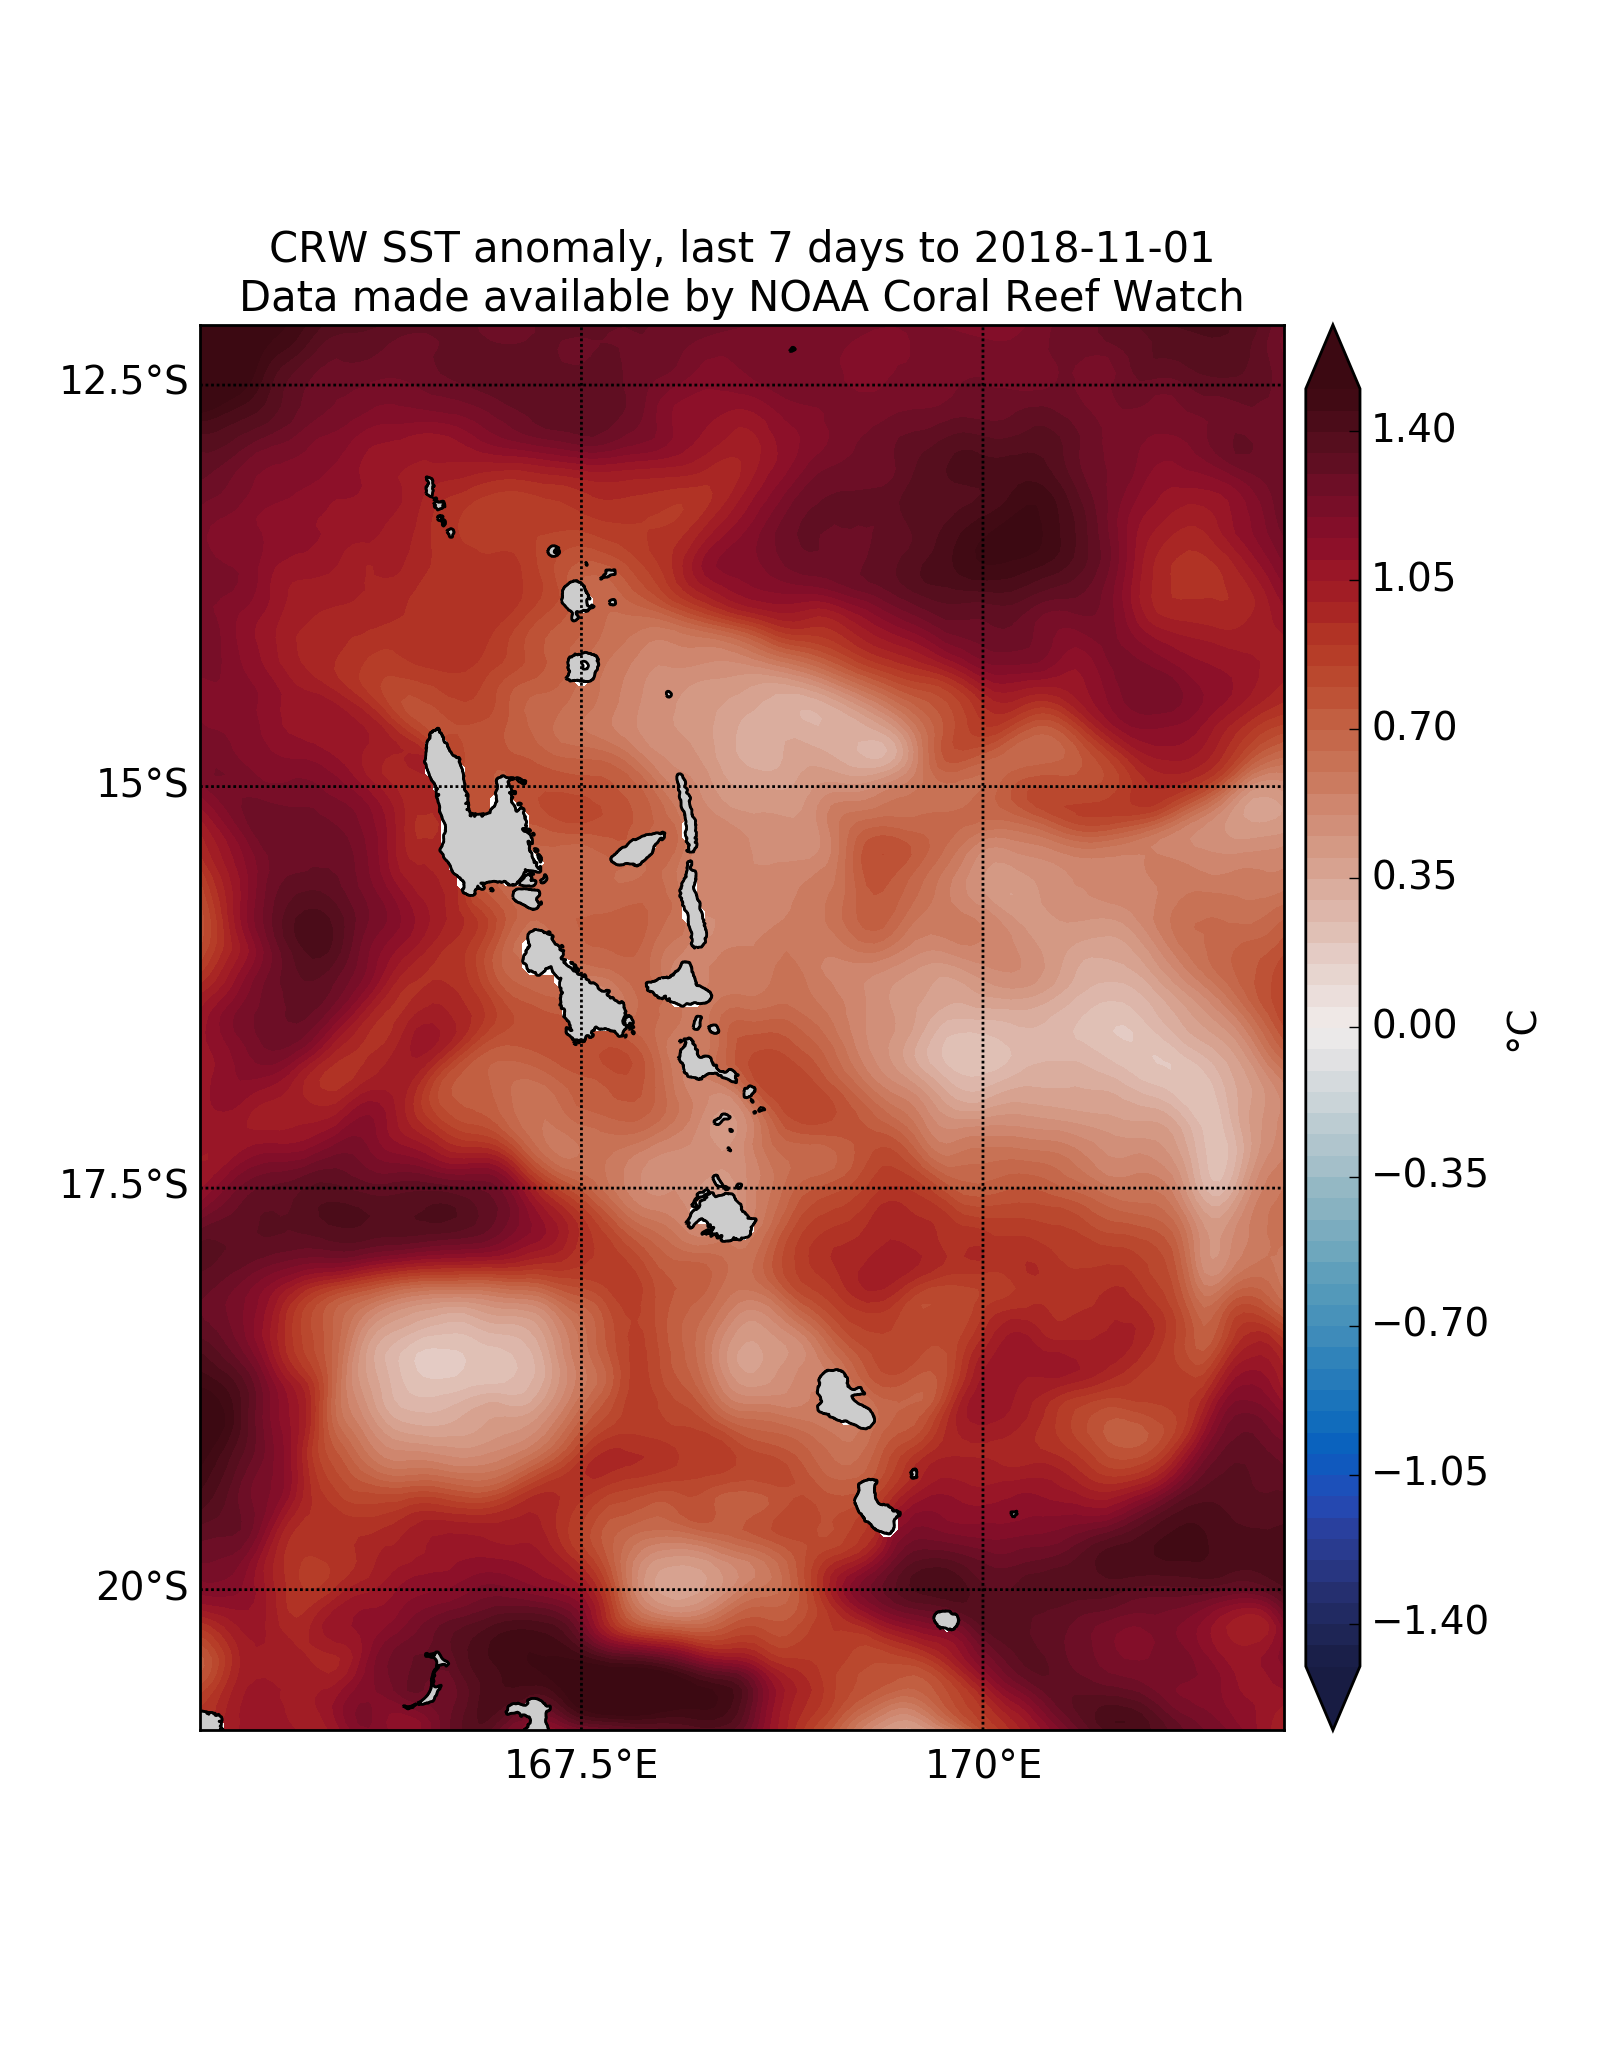 CRW SST anomaly, last 7 days to 2018-11-01
Data made available by NOAA Coral Reef Watch
12.5°S
15°S
17.5°S
20°S
167.5°E
170°E
1.40
1.05
0.70
0.35
0.00
−0.35
−0.70
−1.05
−1.40
°C